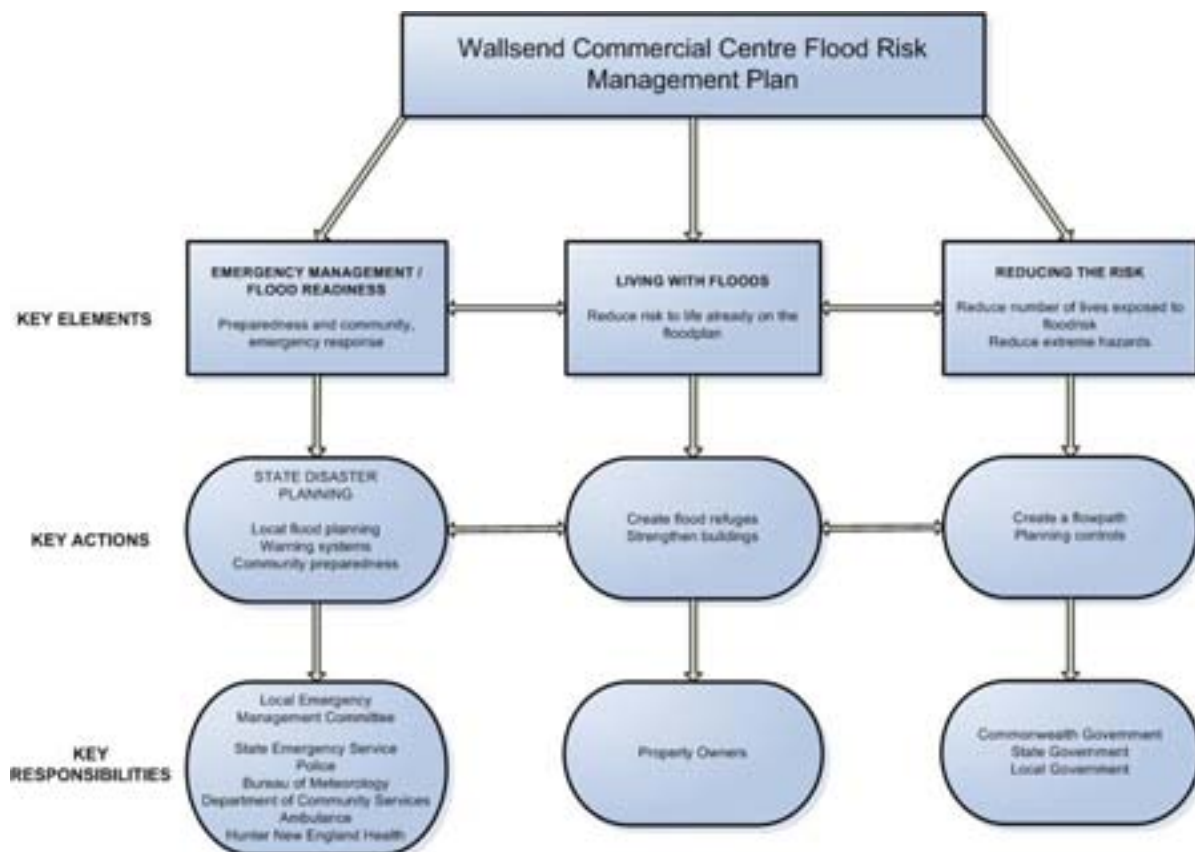 Wallsend Commercial Centre Flood Risk
Management Plan
KEY ELEMENTS
EMERGENCY MANAGEMENT /
FLOOD READINESS
Preparedness and community,
emergency response
LIVING WITH FLOODS
Reduce risk to life already on the
floodplan
REDUCING THE RISK
Reduce number of lives exposed to
floodrisk
Reduce extreme hazards
KEY ACTIONS
STATE DISASTER
PLANNING
Local flood planning
Warning systems
Community preparedness
Create flood refuges
Strengthen buildings
Create a flowpath
Planning controls
KEY
RESPONSIBILITIES
Local Emergency
Management Committee
State Emergency Service
Police
Bureau of Meteorology
Department of Community Services
Ambulance
Hunter New England Health
Property Owners
Commonwealth Government
State Government
Local Government